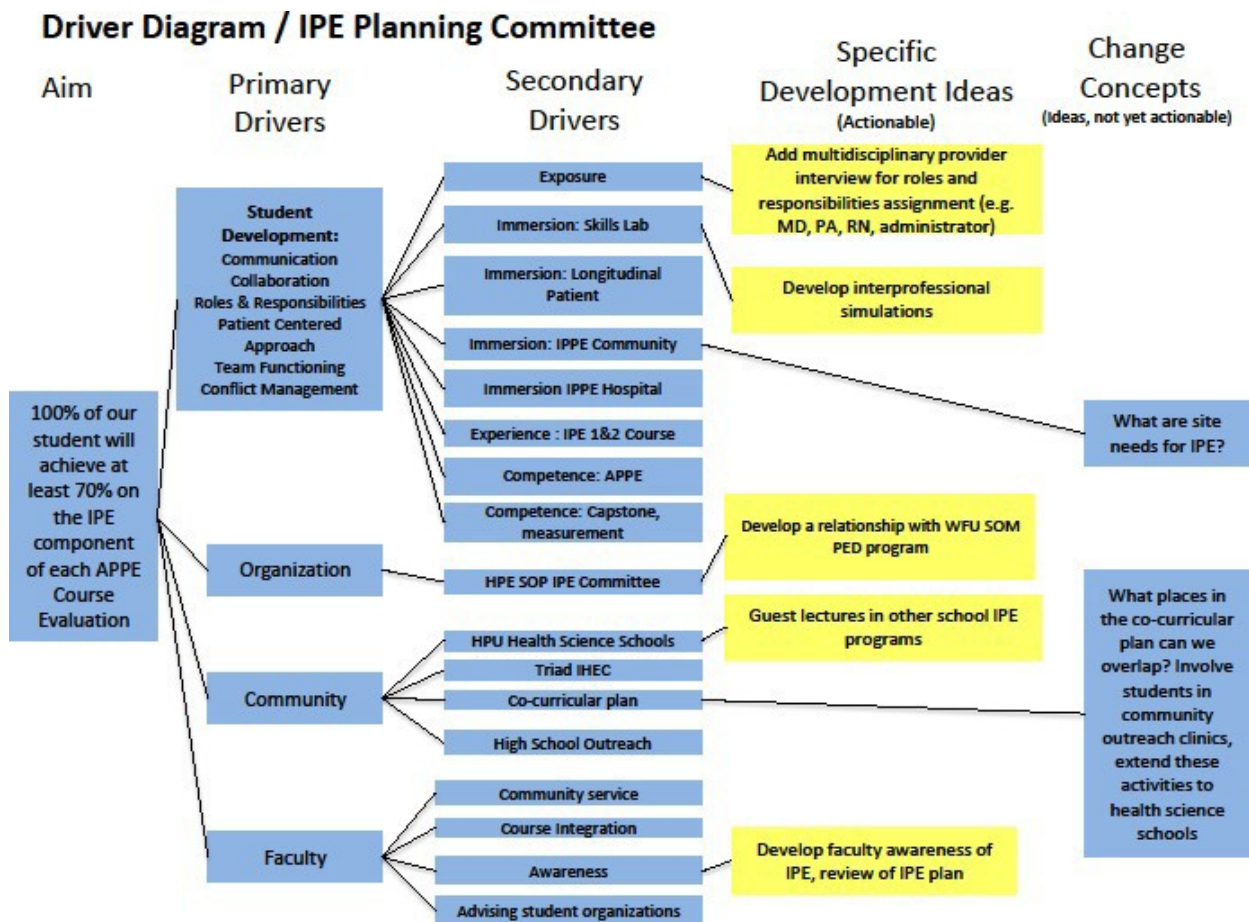 Driver Diagram / IPE Planning Committee
Aim
Primary
Drivers
Secondary
Drivers
Specific
Development Ideas
(Actionable)
Change
Concepts
(Ideas, not yet actionable)
100% of our
student will
achieve at
least 70% on
the IPE
component
of each APPE
Course
Evaluation
Student
Development:
Communication
Collaboration
Roles & Responsibilities
Patient Centered
Approach
Team Functioning
Conflict Management
Organization
Community
Faculty
Exposure
Immersion: Skills Lab
Immersion: Longitudinal
Patient
Immersion: IPPE Community
Immersion IPPE Hospital
Experience : IPE 1&2 Course
Competence: APPE
Competence: Capstone,
measurement
HPE SOP IPE Committee
HPU Health Science Schools
Triad IHEC
Co-curricular plan
High School Outreach
Community service
Course Integration
Awareness
Advising student organizations
Add multidisciplinary provider
interview for roles and
responsibilities assignment (e.g.
MD, PA, RN, administrator)
Develop interprofessional
simulations
Develop a relationship with WFU SOM
PED program
Guest lectures in other school IPE
programs
Develop faculty awareness of
IPE, review of IPE plan
What are site
needs for IPE?
What places in
the co-curricular
plan can we
overlap? Involve
students in
community
outreach clinics,
extend these
activities to
health science
schools